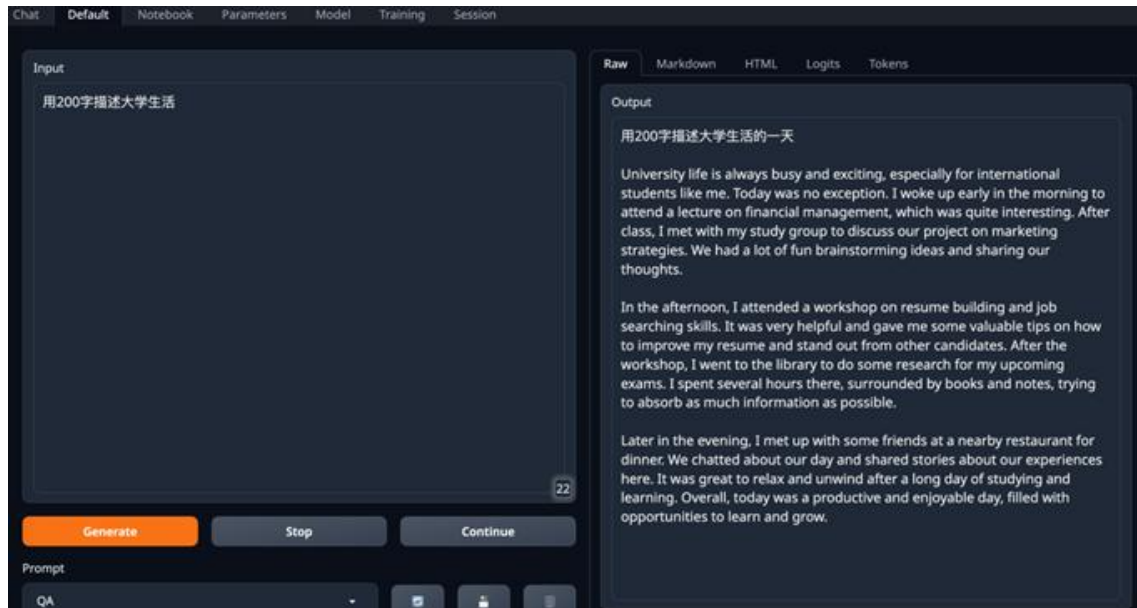 Chat Default Notebook Parameters Model Training Session
Input
用200字描述大学生活
22
Generate Stop Continue
Prompt
QA
Raw Markdown HTML Logits Tokens
Output
用200字描述大学生活的一天
University life is always busy and exciting, especially for international
students like me. Today was no exception. I woke up early in the morning to
attend a lecture on financial management, which was quite interesting. After
class, I met with my study group to discuss our project on marketing
strategies. We had a lot of fun brainstorming ideas and sharing our
thoughts.
In the afternoon, I attended a workshop on resume building and job
searching skills. It was very helpful and gave me some valuable tips on how
to improve my resume and stand out from other candidates. After the
workshop, I went to the library to do some research for my upcoming
exams. I spent several hours there, surrounded by books and notes, trying
to absorb as much information as possible.
Later in the evening, I met up with some friends at a nearby restaurant for
dinner. We chatted about our day and shared stories about our experiences
here. It was great to relax and unwind after a long day of studying and
learning. Overall, today was a productive and enjoyable day, filled with
opportunities to learn and grow.